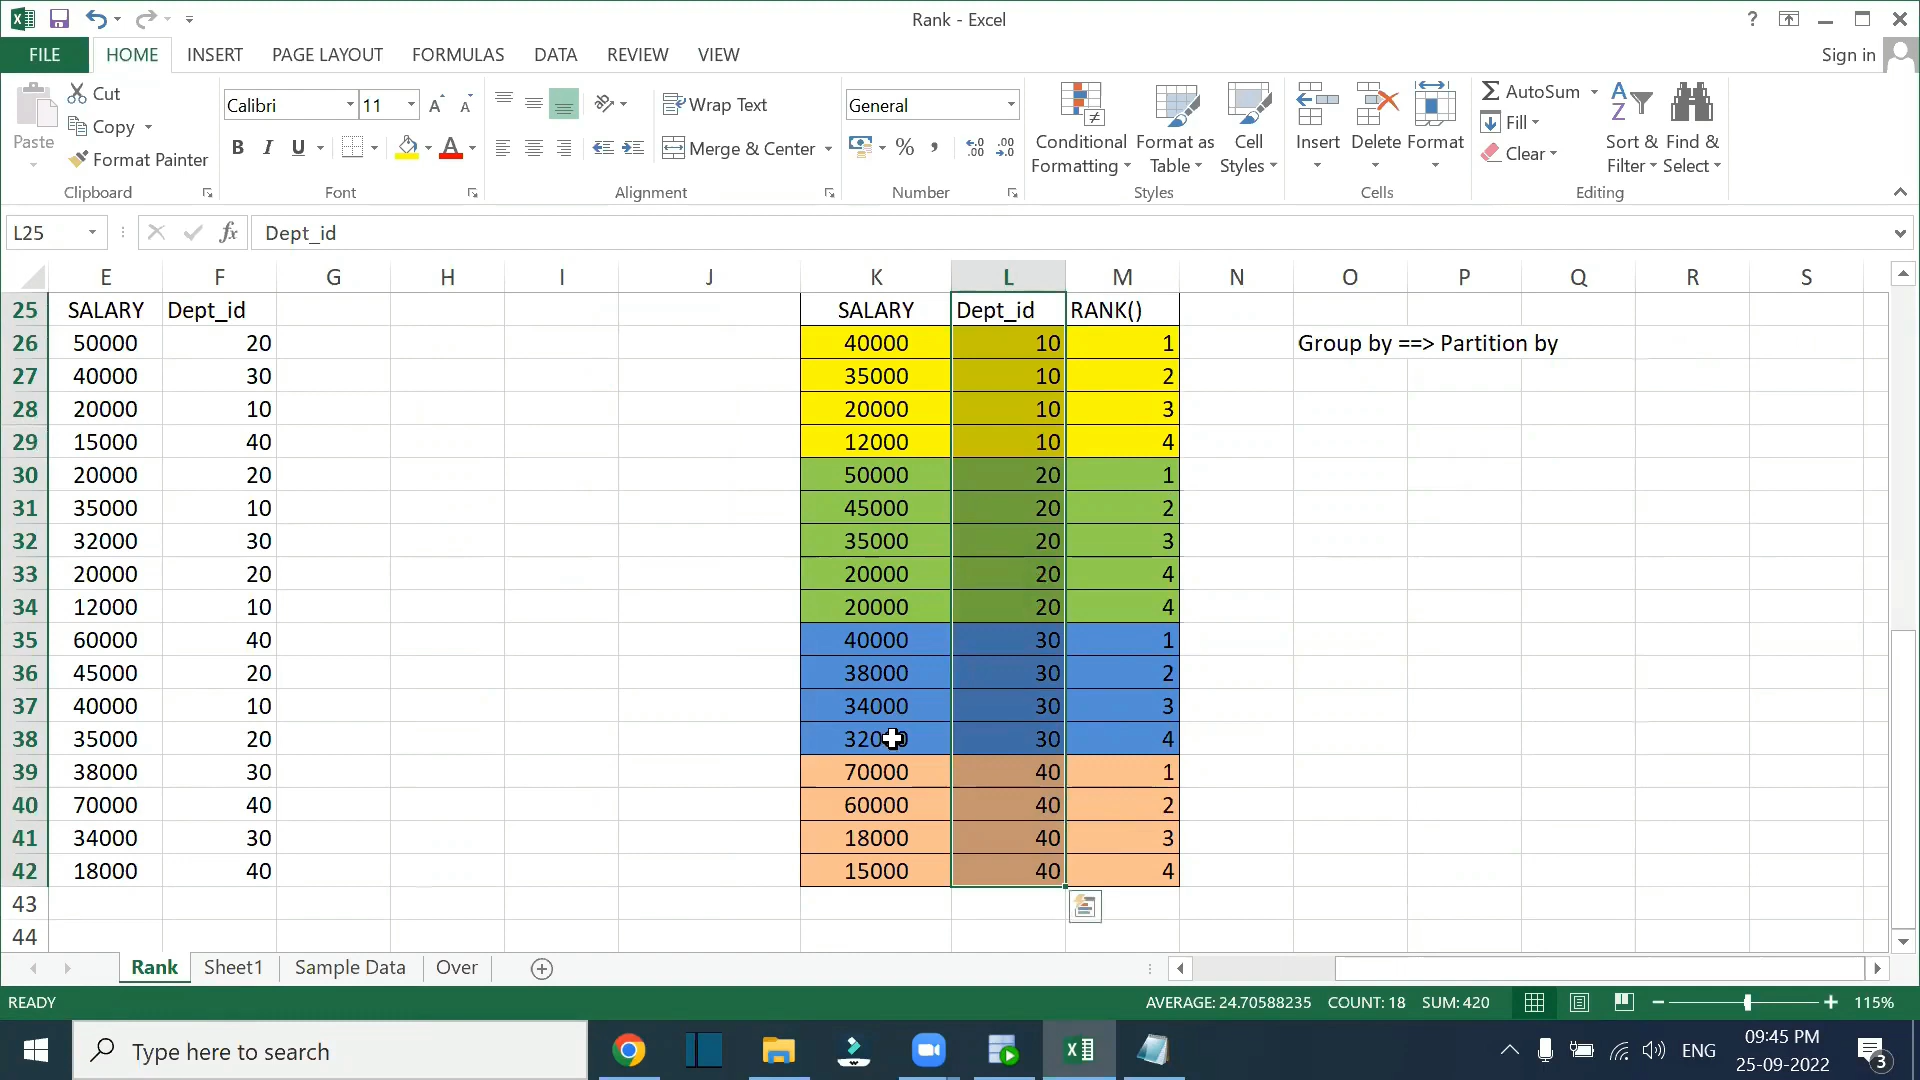 Rank - Excel
?
FILE HOME INSERT PAGE LAYOUT FORMULAS DATA REVIEW VIEW
Sign in
Paste
Cut
Copy
Format Painter
Clipboard
Calibri 11
B I U
Font
Wrap Text
Merge & Center
Alignment
General
% ,
Number
Conditional Formatting
Format as Table
Cell Styles
Styles
Insert Delete Format
Cells
AutoSum
Fill
Clear
Sort & Filter
Find & Select
Editing
L25 fx Dept_id
E F G H I J K L M N O P Q R S
25 SALARY Dept_id SALARY Dept_id RANK()
26 50000 20 40000 10 1 Group by ==> Partition by
27 40000 30 35000 10 2
28 20000 10 20000 10 3
29 15000 40 12000 10 4
30 20000 20 50000 20 1
31 35000 10 45000 20 2
32 32000 30 35000 20 3
33 20000 20 20000 20 4
34 12000 10 20000 20 4
35 60000 40 40000 30 1
36 45000 20 38000 30 2
37 40000 10 34000 30 3
38 35000 20 32000 30 4
39 38000 30 70000 40 1
40 70000 40 60000 40 2
41 34000 30 18000 40 3
42 18000 40 15000 40 4
43
44
Rank Sheet1 Sample Data Over
READY AVERAGE: 24.70588235 COUNT: 18 SUM: 420 115%
Type here to search
ENG
09:45 PM
25-09-2022
3